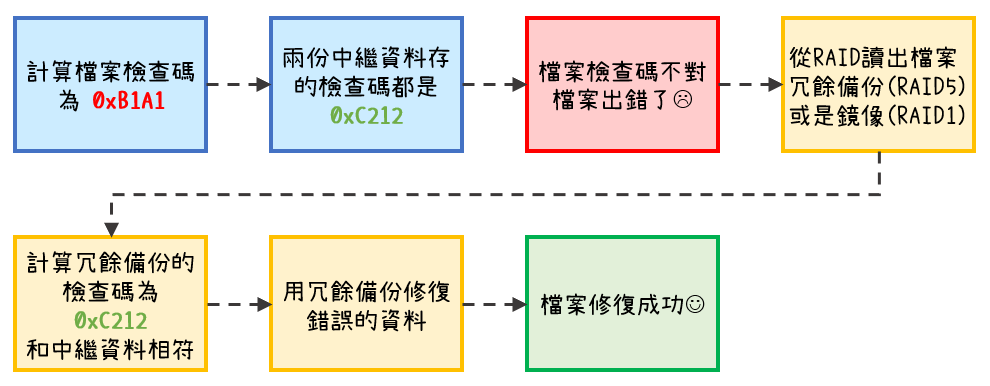 計算檔案檢查碼
為 0xB1A1
兩份中繼資料存
的檢查碼都是
0xC212
檔案檢查碼不對
檔案出錯了☹
從RAID讀出檔案
冗餘備份(RAID5)
或是鏡像(RAID1)
計算冗餘備份的
檢查碼為
0xC212
和中繼資料相符
用冗餘備份修復
錯誤的資料
檔案修復成功☺